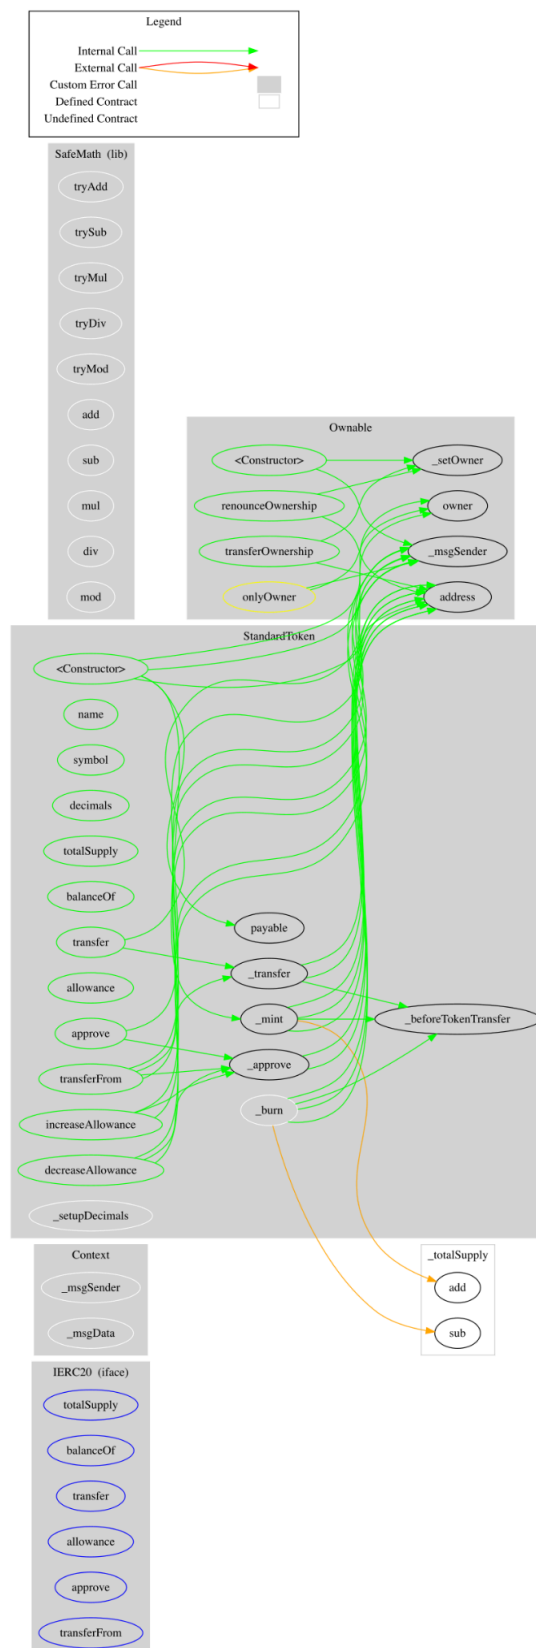 Legend
Internal Call
External Call
Custom Error Call
Defined Contract
Undefined Contract
SafeMath (lib)
tryAdd
trySub
tryMul
tryDiv
tryMod
add
sub
mul
div
mod
Ownable
<Constructor>
_setOwner
renounceOwnership
owner
transferOwnership
_msgSender
onlyOwner
address
StandardToken
<Constructor>
name
symbol
decimals
totalSupply
balanceOf
transfer
allowance
approve
transferFrom
increaseAllowance
decreaseAllowance
_setupDecimals
payable
_transfer
_mint
_approve
_burn
_beforeTokenTransfer
Context
_msgSender
_msgData
_totalSupply
add
sub
IERC20 (iface)
totalSupply
balanceOf
transfer
allowance
approve
transferFrom